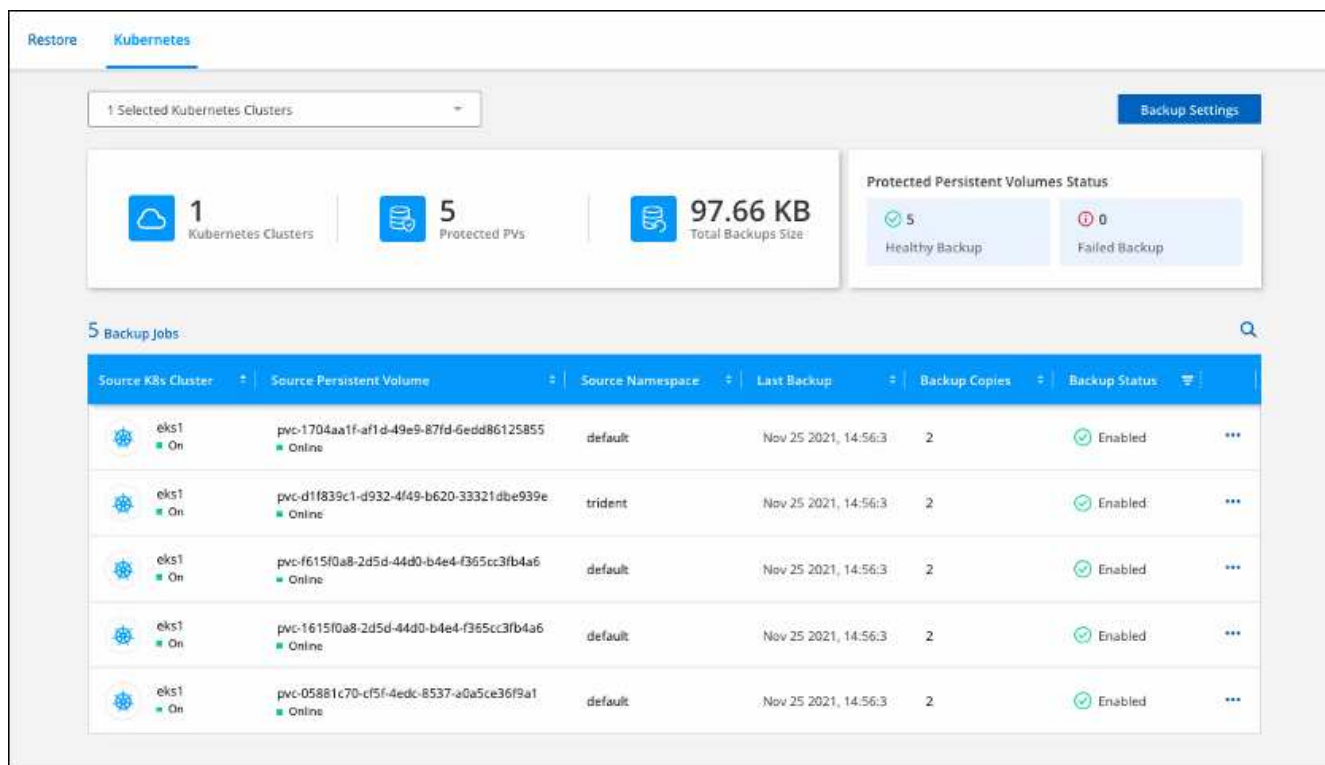 Restore Kubernetes
1 Selected Kubernetes Clusters
Backup Settings
1
Kubernetes Clusters
5
Protected PVs
97.66 KB
Total Backups Size
Protected Persistent Volumes Status
5
Healthy Backup
0
Failed Backup
5 Backup Jobs
Source K8s Cluster Source Persistent Volume Source Namespace Last Backup Backup Copies Backup Status
eks1 pvc-1704aa1f-af1d-49e9-87fd-6edd86125855 default Nov 25 2021, 14:56:3 2 Enabled
On Online
eks1 pvc-d1f839c1-d932-4f49-b620-33321dbe939e trident Nov 25 2021, 14:56:3 2 Enabled
On Online
eks1 pvc-f615f0a8-2d5d-44d0-b4e4-f365cc3fb4a6 default Nov 25 2021, 14:56:3 2 Enabled
On Online
eks1 pvc-1615f0a8-2d5d-44d0-b4e4-f365cc3fb4a6 default Nov 25 2021, 14:56:3 2 Enabled
On Online
eks1 pvc-05881c70-cf5f-4edc-8537-a0a5ce36f9a1 default Nov 25 2021, 14:56:3 2 Enabled
On Online